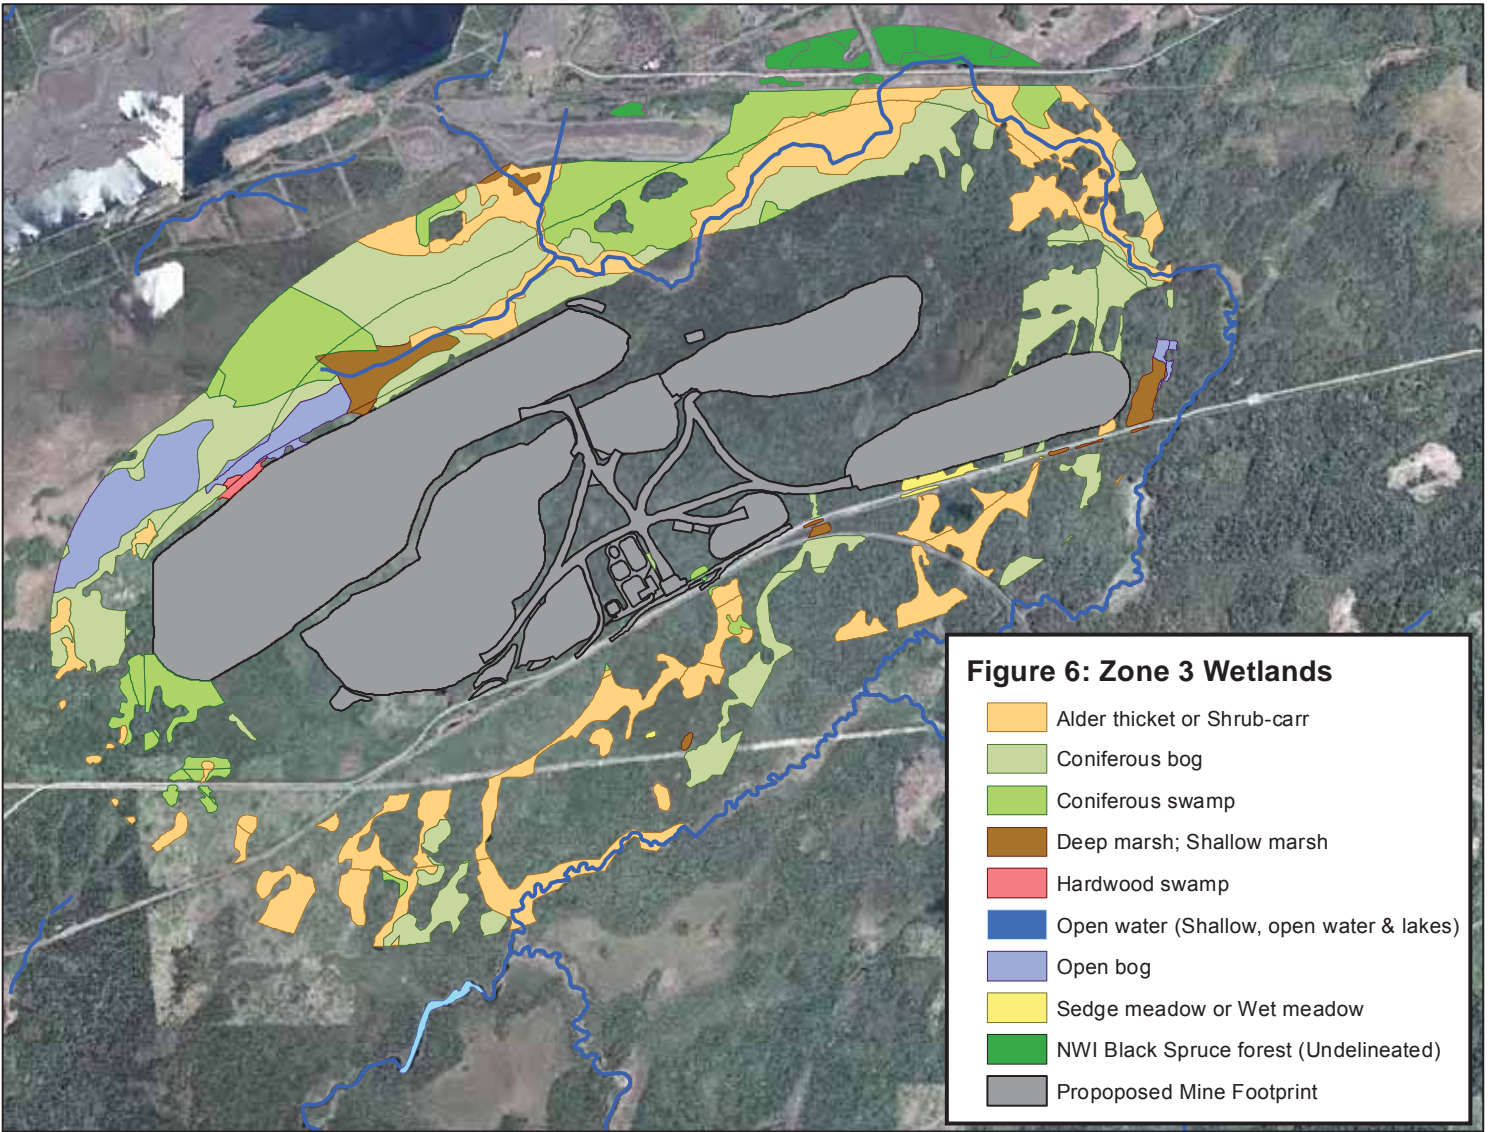 Figure 6: Zone 3 Wetlands
Alder thicket or Shrub-carr
Coniferous bog
Coniferous swamp
Deep marsh; Shallow marsh
Hardwood swamp
Open water (Shallow, open water & lakes)
Open bog
Sedge meadow or Wet meadow
NWI Black Spruce forest (Undelineated)
Propoposed Mine Footprint